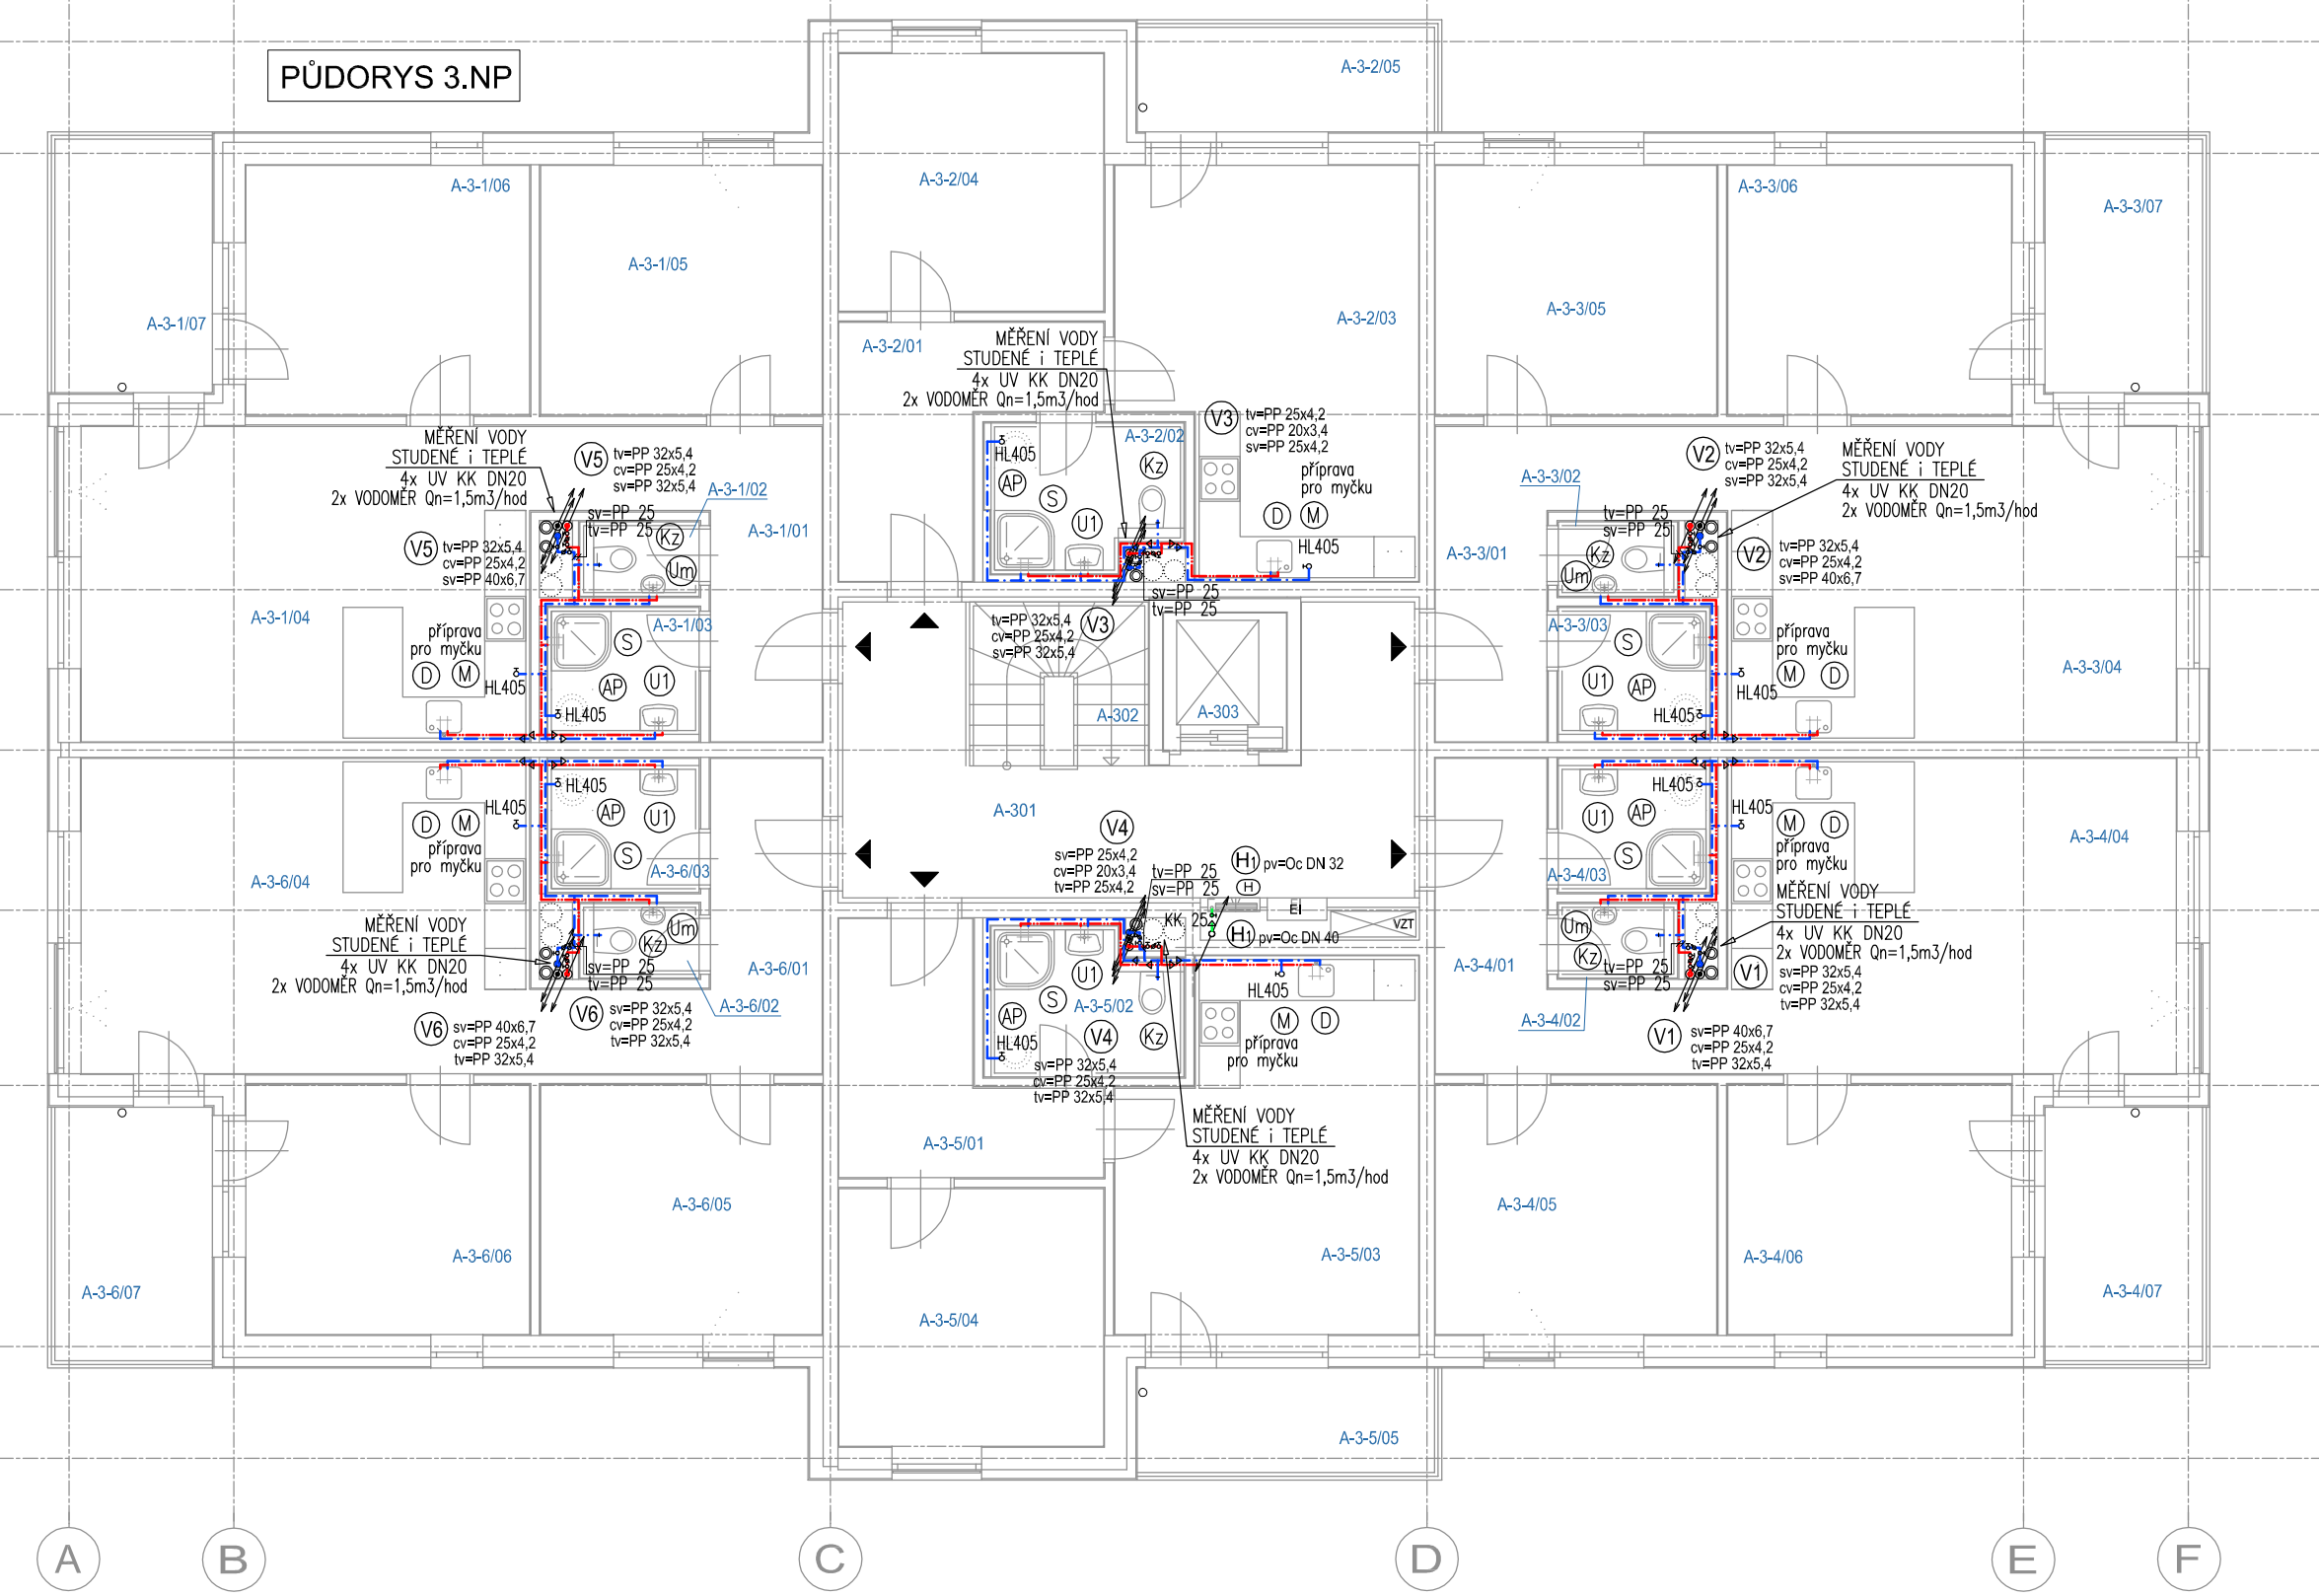 PŮDORYS 3.NP
A-3-2/05
A-3-1/06
A-3-2/04
A-3-3/06
A-3-3/07
A-3-1/05
A-3-1/07
A-3-2/03
A-3-3/05
A-3-2/01
MĚŘENÍ VODY
STUDENÉ i TEPLÉ
4x UV KK DN20
2x VODOMĚR Qn=1,5m3/hod
V3
tv=PP 25x4,2
cv=PP 20x3,4
sv=PP 25x4,2
A-3-2/02
HL405
AP
S
Kz
U1
příprava
pro myčku
D
M
HL405
sv=PP 25
tv=PP 25
tv=PP 32x5,4
cv=PP 25x4,2
sv=PP 32x5,4
V3
MĚŘENÍ VODY
STUDENÉ i TEPLÉ
4x UV KK DN20
2x VODOMĚR Qn=1,5m3/hod
V5
tv=PP 32x5,4
cv=PP 25x4,2
sv=PP 32x5,4
A-3-1/02
sv=PP 25
tv=PP 25
Kz
Um
A-3-1/01
V5
tv=PP 32x5,4
cv=PP 25x4,2
sv=PP 40x6,7
A-3-1/04
příprava
pro myčku
D
M
HL405
A-3-1/03
S
AP
U1
HL405
V2
tv=PP 32x5,4
cv=PP 25x4,2
sv=PP 32x5,4
MĚŘENÍ VODY
STUDENÉ i TEPLÉ
4x UV KK DN20
2x VODOMĚR Qn=1,5m3/hod
A-3-3/02
tv=PP 25
sv=PP 25
Kz
Um
A-3-3/01
V2
tv=PP 32x5,4
cv=PP 25x4,2
sv=PP 40x6,7
A-3-3/03
S
U1
AP
HL405
příprava
pro myčku
M
D
HL405
A-3-3/04
A-302
A-303
A-301
HL405
AP
U1
S
A-3-6/03
HL405
D
M
příprava
pro myčku
A-3-6/04
MĚŘENÍ VODY
STUDENÉ i TEPLÉ
4x UV KK DN20
2x VODOMĚR Qn=1,5m3/hod
Um
Kz
sv=PP 25
tv=PP 25
A-3-6/01
A-3-6/02
V6
sv=PP 32x5,4
cv=PP 25x4,2
tv=PP 32x5,4
V6
sv=PP 40x6,7
cv=PP 25x4,2
tv=PP 32x5,4
V4
sv=PP 25x4,2
cv=PP 20x3,4
tv=PP 25x4,2
tv=PP 25
sv=PP 25
H1 pv=Oc DN 32
H
EI
KK 25
H1 pv=Oc DN 40
VZT
U1
S
AP
A-3-5/02
HL405
V4
Kz
HL405
M
D
příprava
pro myčku
sv=PP 32x5,4
cv=PP 25x4,2
tv=PP 32x5,4
MĚŘENÍ VODY
STUDENÉ i TEPLÉ
4x UV KK DN20
2x VODOMĚR Qn=1,5m3/hod
HL405
U1
AP
S
A-3-4/03
HL405
M
D
příprava
pro myčku
A-3-4/04
MĚŘENÍ VODY
STUDENÉ i TEPLÉ
4x UV KK DN20
2x VODOMĚR Qn=1,5m3/hod
Um
Kz
tv=PP 25
sv=PP 25
A-3-4/01
A-3-4/02
V1
sv=PP 32x5,4
cv=PP 25x4,2
tv=PP 32x5,4
V1
sv=PP 40x6,7
cv=PP 25x4,2
tv=PP 32x5,4
A-3-5/01
A-3-6/05
A-3-4/05
A-3-6/06
A-3-5/03
A-3-4/06
A-3-6/07
A-3-4/07
A-3-5/04
A-3-5/05
A
B
C
D
E
F